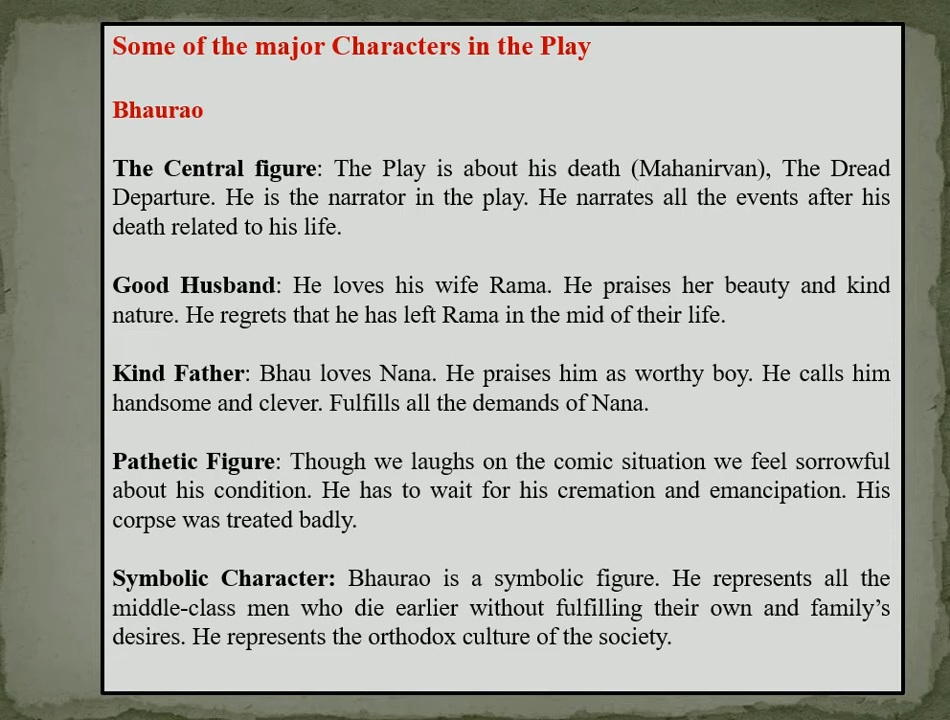 Some of the major Characters in the Play
Bhaurao
The Central figure: The Play is about his death (Mahanirvan), The Dread
Departure. He is the narrator in the play. He narrates all the events after his
death related to his life.
Good Husband: He loves his wife Rama. He praises her beauty and kind
nature. He regrets that he has left Rama in the mid of their life.
Kind Father: Bhau loves Nana. He praises him as worthy boy. He calls him
handsome and clever. Fulfills all the demands of Nana.
Pathetic Figure: Though we laughs on the comic situation we feel sorrowful
about his condition. He has to wait for his cremation and emancipation. His
corpse was treated badly.
Symbolic Character: Bhaurao is a symbolic figure. He represents all the
middle-class men who die earlier without fulfilling their own and family’s
desires. He represents the orthodox culture of the society.